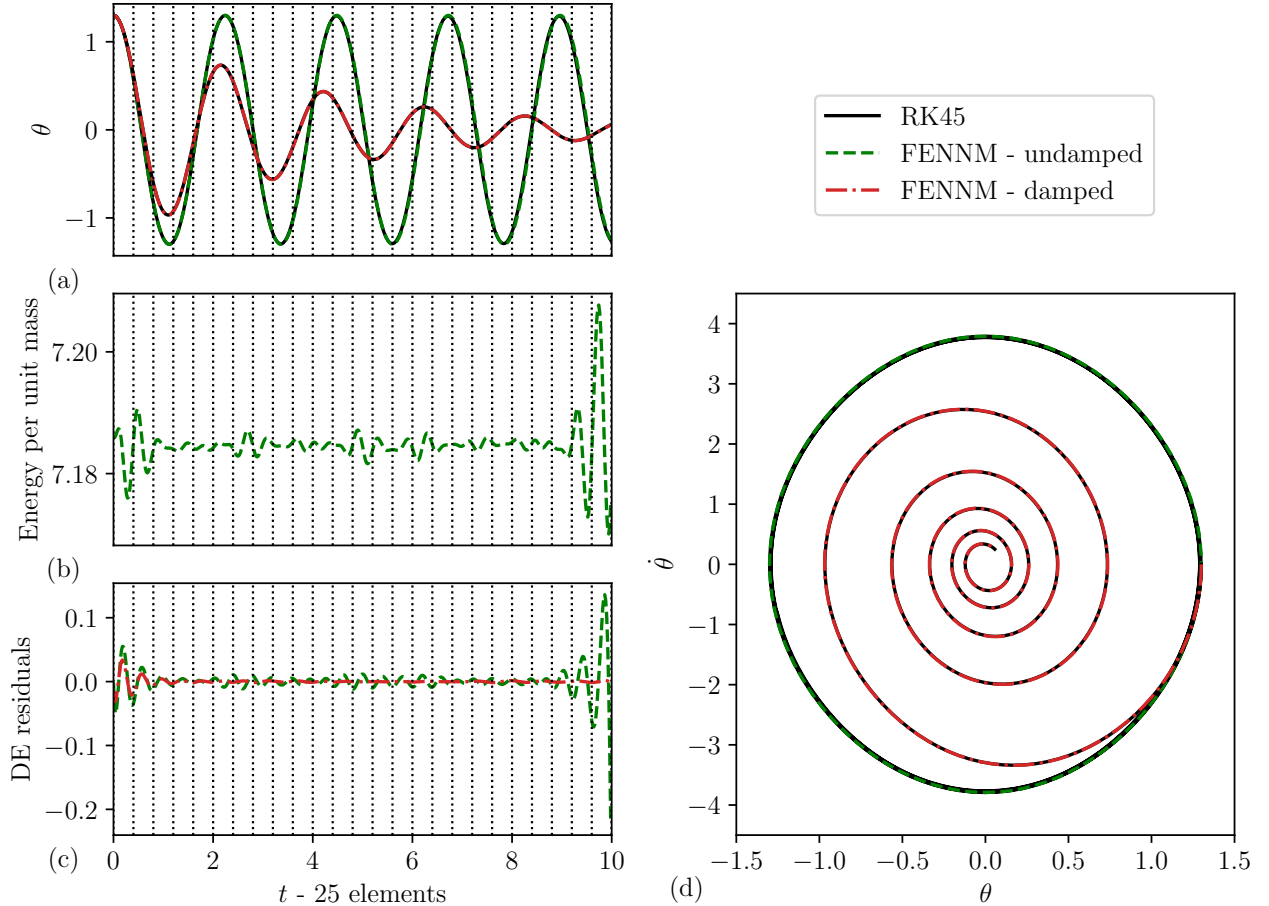 1
0
−1
θ
(a)
7.20
7.18
Energy per unit mass
(b)
0.1
0.0
−0.1
−0.2
DE residuals
(c)
0 2 4 6 8 10
t - 25 elements
RK45
FENNM - undamped
FENNM - damped
4
3
2
1
0
−1
−2
−3
−4
θ̇
−1.5 −1.0 −0.5 0.0 0.5 1.0 1.5
(d)
θ